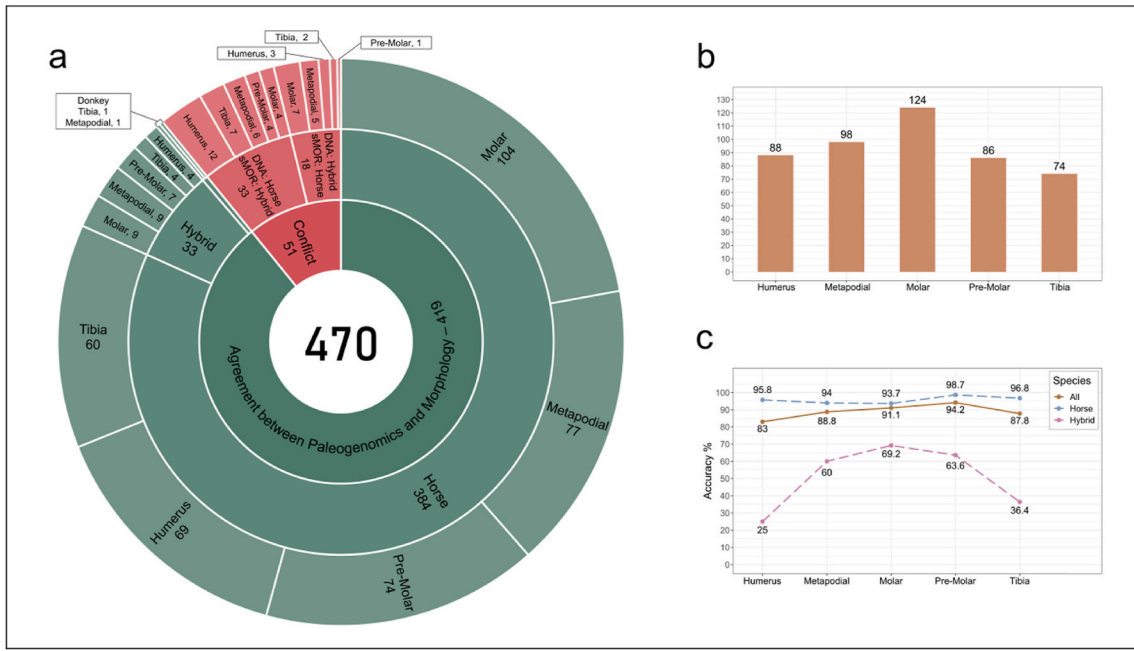 a
Tibia, 2
Humerus, 3
Pre-Molar, 1
Donkey
Tibia, 1
Metapodial, 1
Humerus, 12
Tibia, 7
Metapodial, 6
Pre-Molar, 4
Molar, 4
Molar, 7
Metapodial, 5
DNA: Horse
sMOR: Hybrid
33
DNA: Hybrid
sMOR: Horse
18
Conflict
51
Humerus, 4
Tibia, 4
Pre-Molar, 7
Metapodial, 9
Molar, 9
Hybrid
33
Molar
104
Metapodial
77
Pre-Molar
74
Humerus
69
Tibia
60
Horse
384
Agreement between Paleogenomics and Morphology – 419
470
b
130
120
110
100
90
80
70
60
50
40
30
20
10
0
88
98
124
86
74
Humerus
Metapodial
Molar
Pre-Molar
Tibia
c
Accuracy %
100
90
80
70
60
50
40
30
20
10
0
95.8
94
93.7
98.7
96.8
83
88.8
91.1
94.2
87.8
25
60
69.2
63.6
36.4
Species
All
Horse
Hybrid
Humerus
Metapodial
Molar
Pre-Molar
Tibia